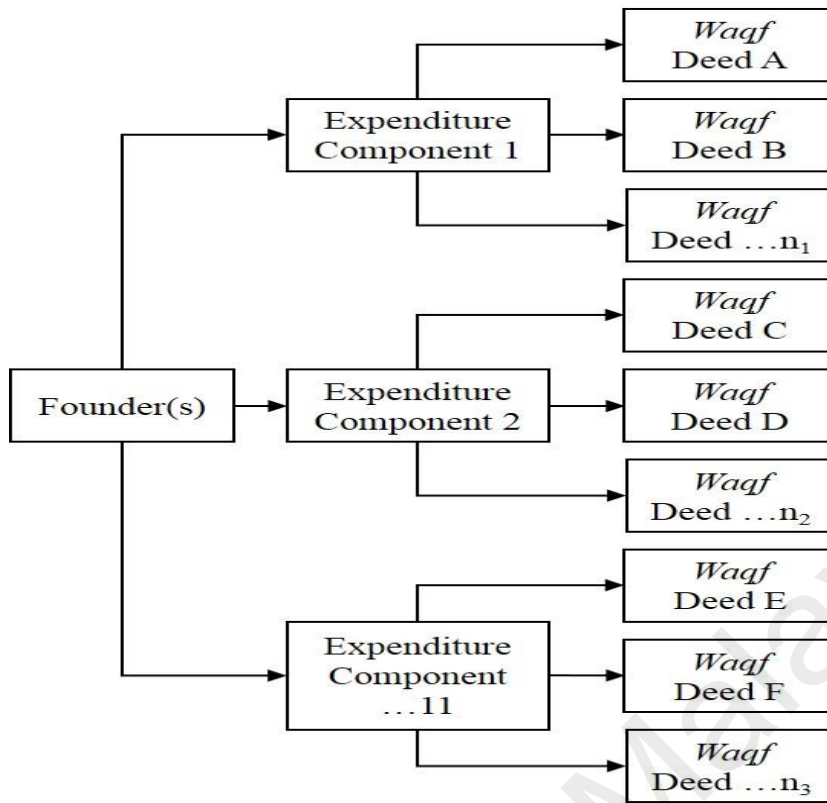 Waqf
Deed A
Expenditure
Component 1
Waqf
Deed B
Waqf
Deed …n₁
Waqf
Deed C
Founder(s)
Expenditure
Component 2
Waqf
Deed D
Waqf
Deed …n₂
Waqf
Deed E
Expenditure
Component
…11
Waqf
Deed F
Waqf
Deed …n₃